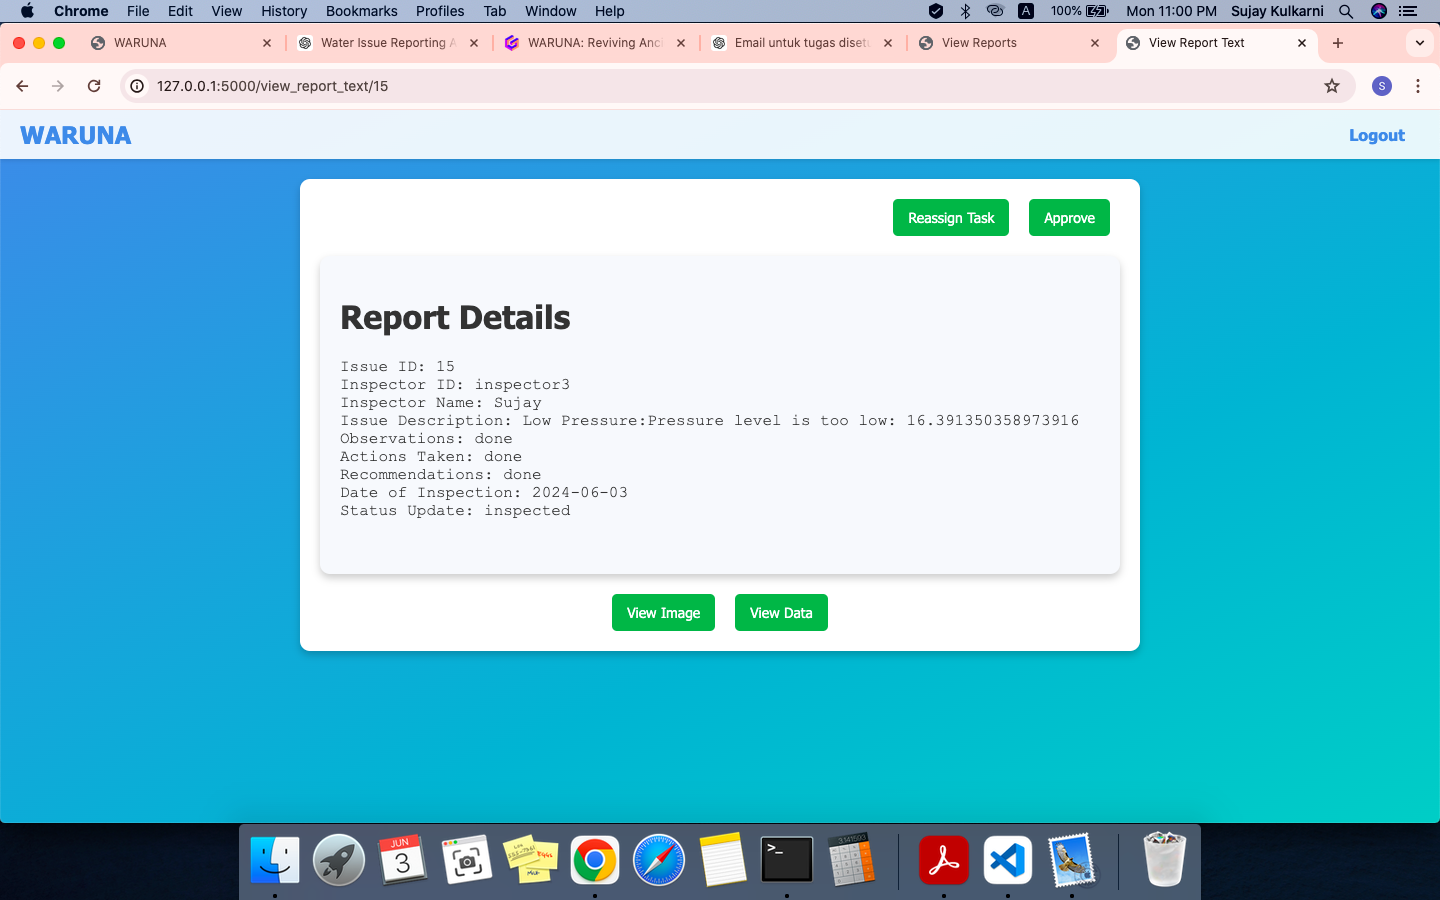 Chrome File Edit View History Bookmarks Profiles Tab Window Help A 100% Mon 11:00 PM Sujay Kulkarni
WARUNA Water Issue Reporting A WARUNA: Reviving Anci Email untuk tugas disetu View Reports View Report Text
127.0.0.1:5000/view_report_text/15 S
WARUNA Logout
Reassign Task Approve
Report Details
Issue ID: 15
Inspector ID: inspector3
Inspector Name: Sujay
Issue Description: Low Pressure:Pressure level is too low: 16.391350358973916
Observations: done
Actions Taken: done
Recommendations: done
Date of Inspection: 2024-06-03
Status Update: inspected
View Image View Data
JUN
3
>_